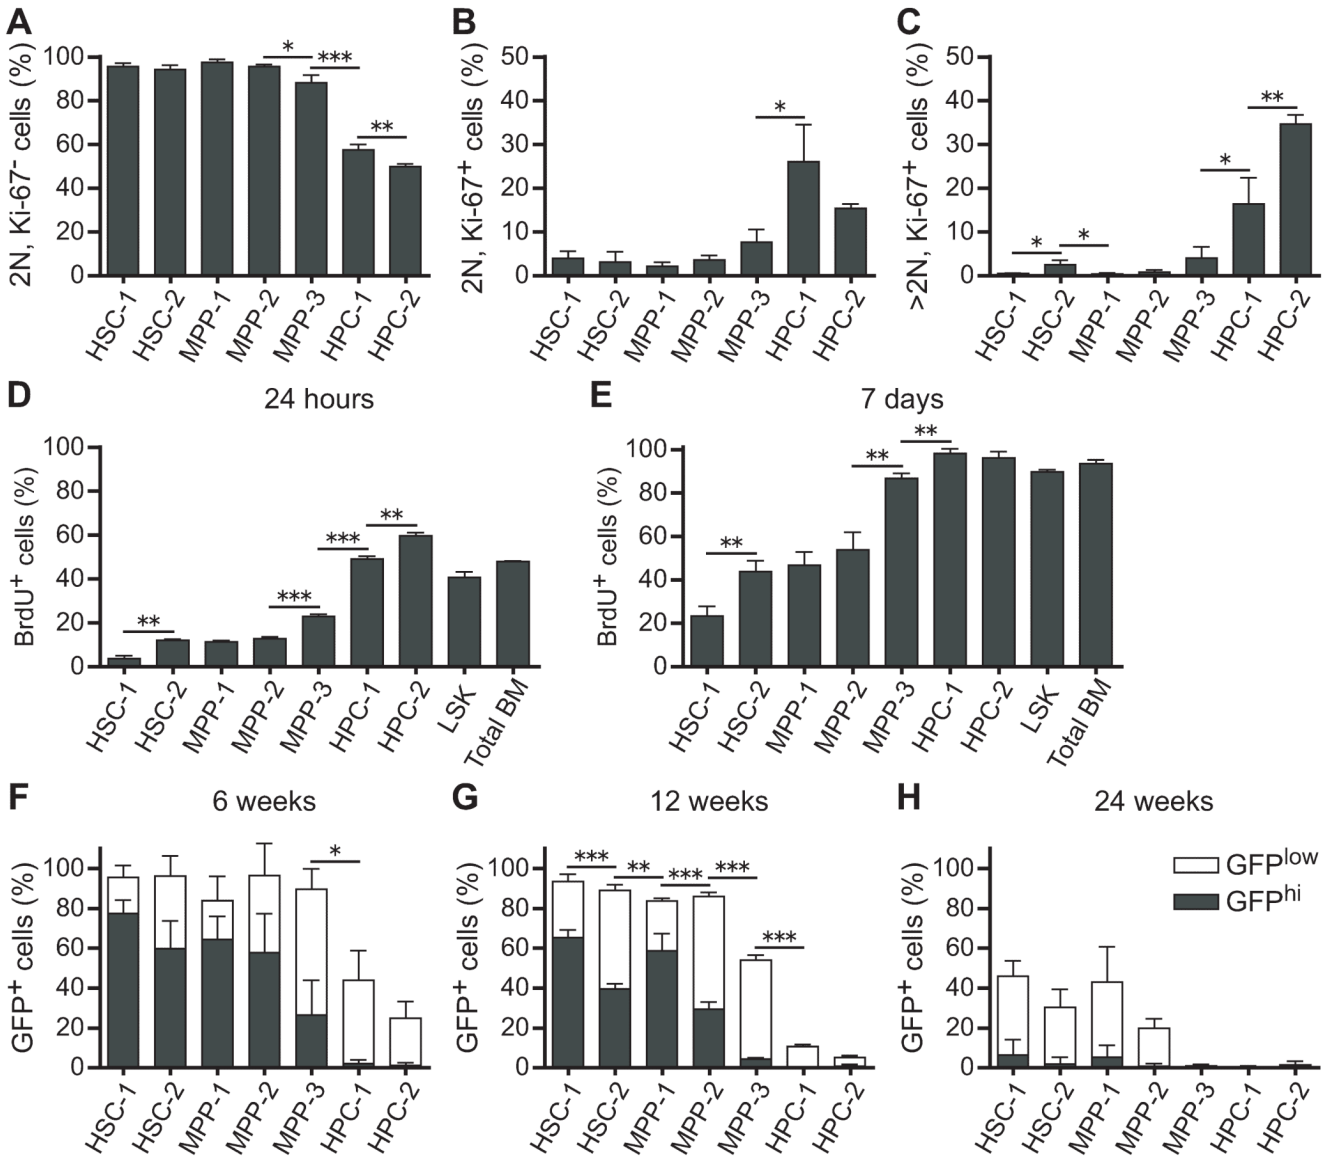 A
2N, Ki-67⁻ cells (%)
100
80
60
40
20
0
* *** **
HSC-1 HSC-2 MPP-1 MPP-2 MPP-3 HPC-1 HPC-2
B
2N, Ki-67⁺ cells (%)
50
40
30
20
10
0
*
HSC-1 HSC-2 MPP-1 MPP-2 MPP-3 HPC-1 HPC-2
C
>2N, Ki-67⁺ cells (%)
50
40
30
20
10
0
* * * **
HSC-1 HSC-2 MPP-1 MPP-2 MPP-3 HPC-1 HPC-2
D
24 hours
BrdU⁺ cells (%)
100
80
60
40
20
0
** *** *** **
HSC-1 HSC-2 MPP-1 MPP-2 MPP-3 HPC-1 HPC-2 LSK Total BM
E
7 days
BrdU⁺ cells (%)
100
80
60
40
20
0
** ** **
HSC-1 HSC-2 MPP-1 MPP-2 MPP-3 HPC-1 HPC-2 LSK Total BM
F
6 weeks
GFP⁺ cells (%)
100
80
60
40
20
0
*
HSC-1 HSC-2 MPP-1 MPP-2 MPP-3 HPC-1 HPC-2
G
12 weeks
GFP⁺ cells (%)
100
80
60
40
20
0
*** ** *** *** ***
HSC-1 HSC-2 MPP-1 MPP-2 MPP-3 HPC-1 HPC-2
H
24 weeks
GFP⁺ cells (%)
100
80
60
40
20
0
GFPlow
GFPhi
HSC-1 HSC-2 MPP-1 MPP-2 MPP-3 HPC-1 HPC-2